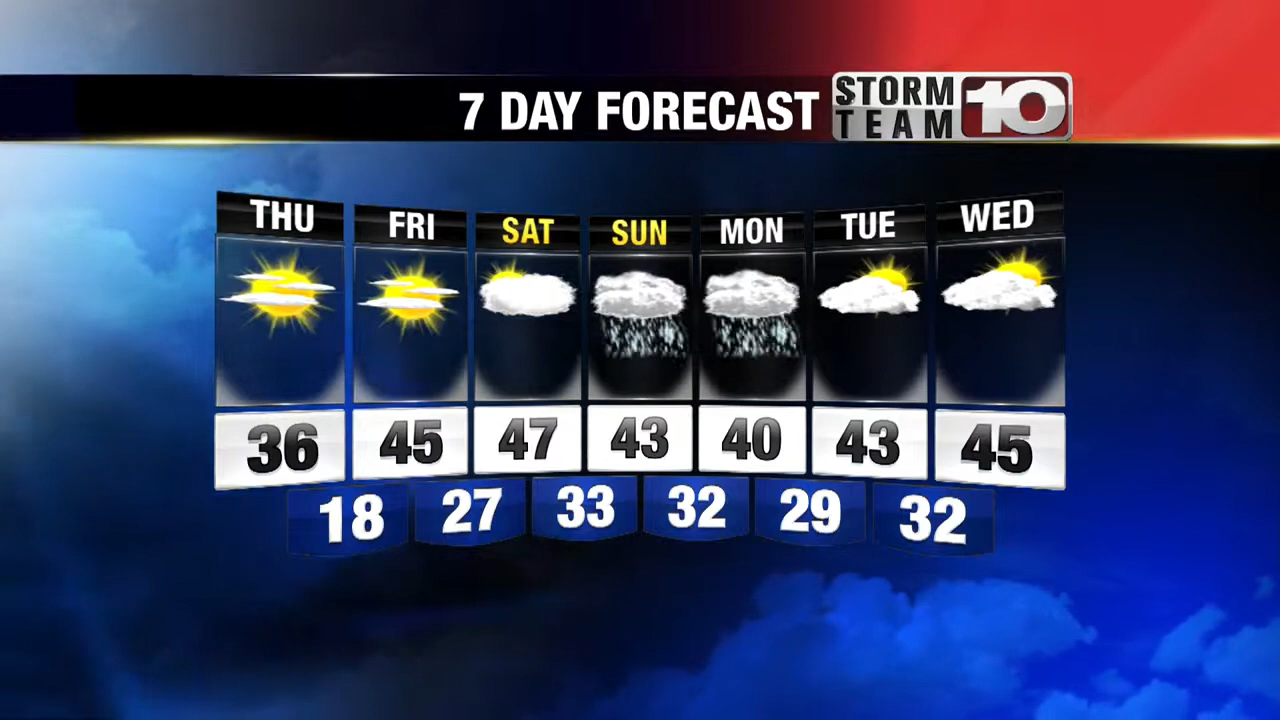 7 DAY FORECAST
STORM
TEAM
10
THU FRI SAT SUN MON TUE WED
36 45 47 43 40 43 45
18 27 33 32 29 32